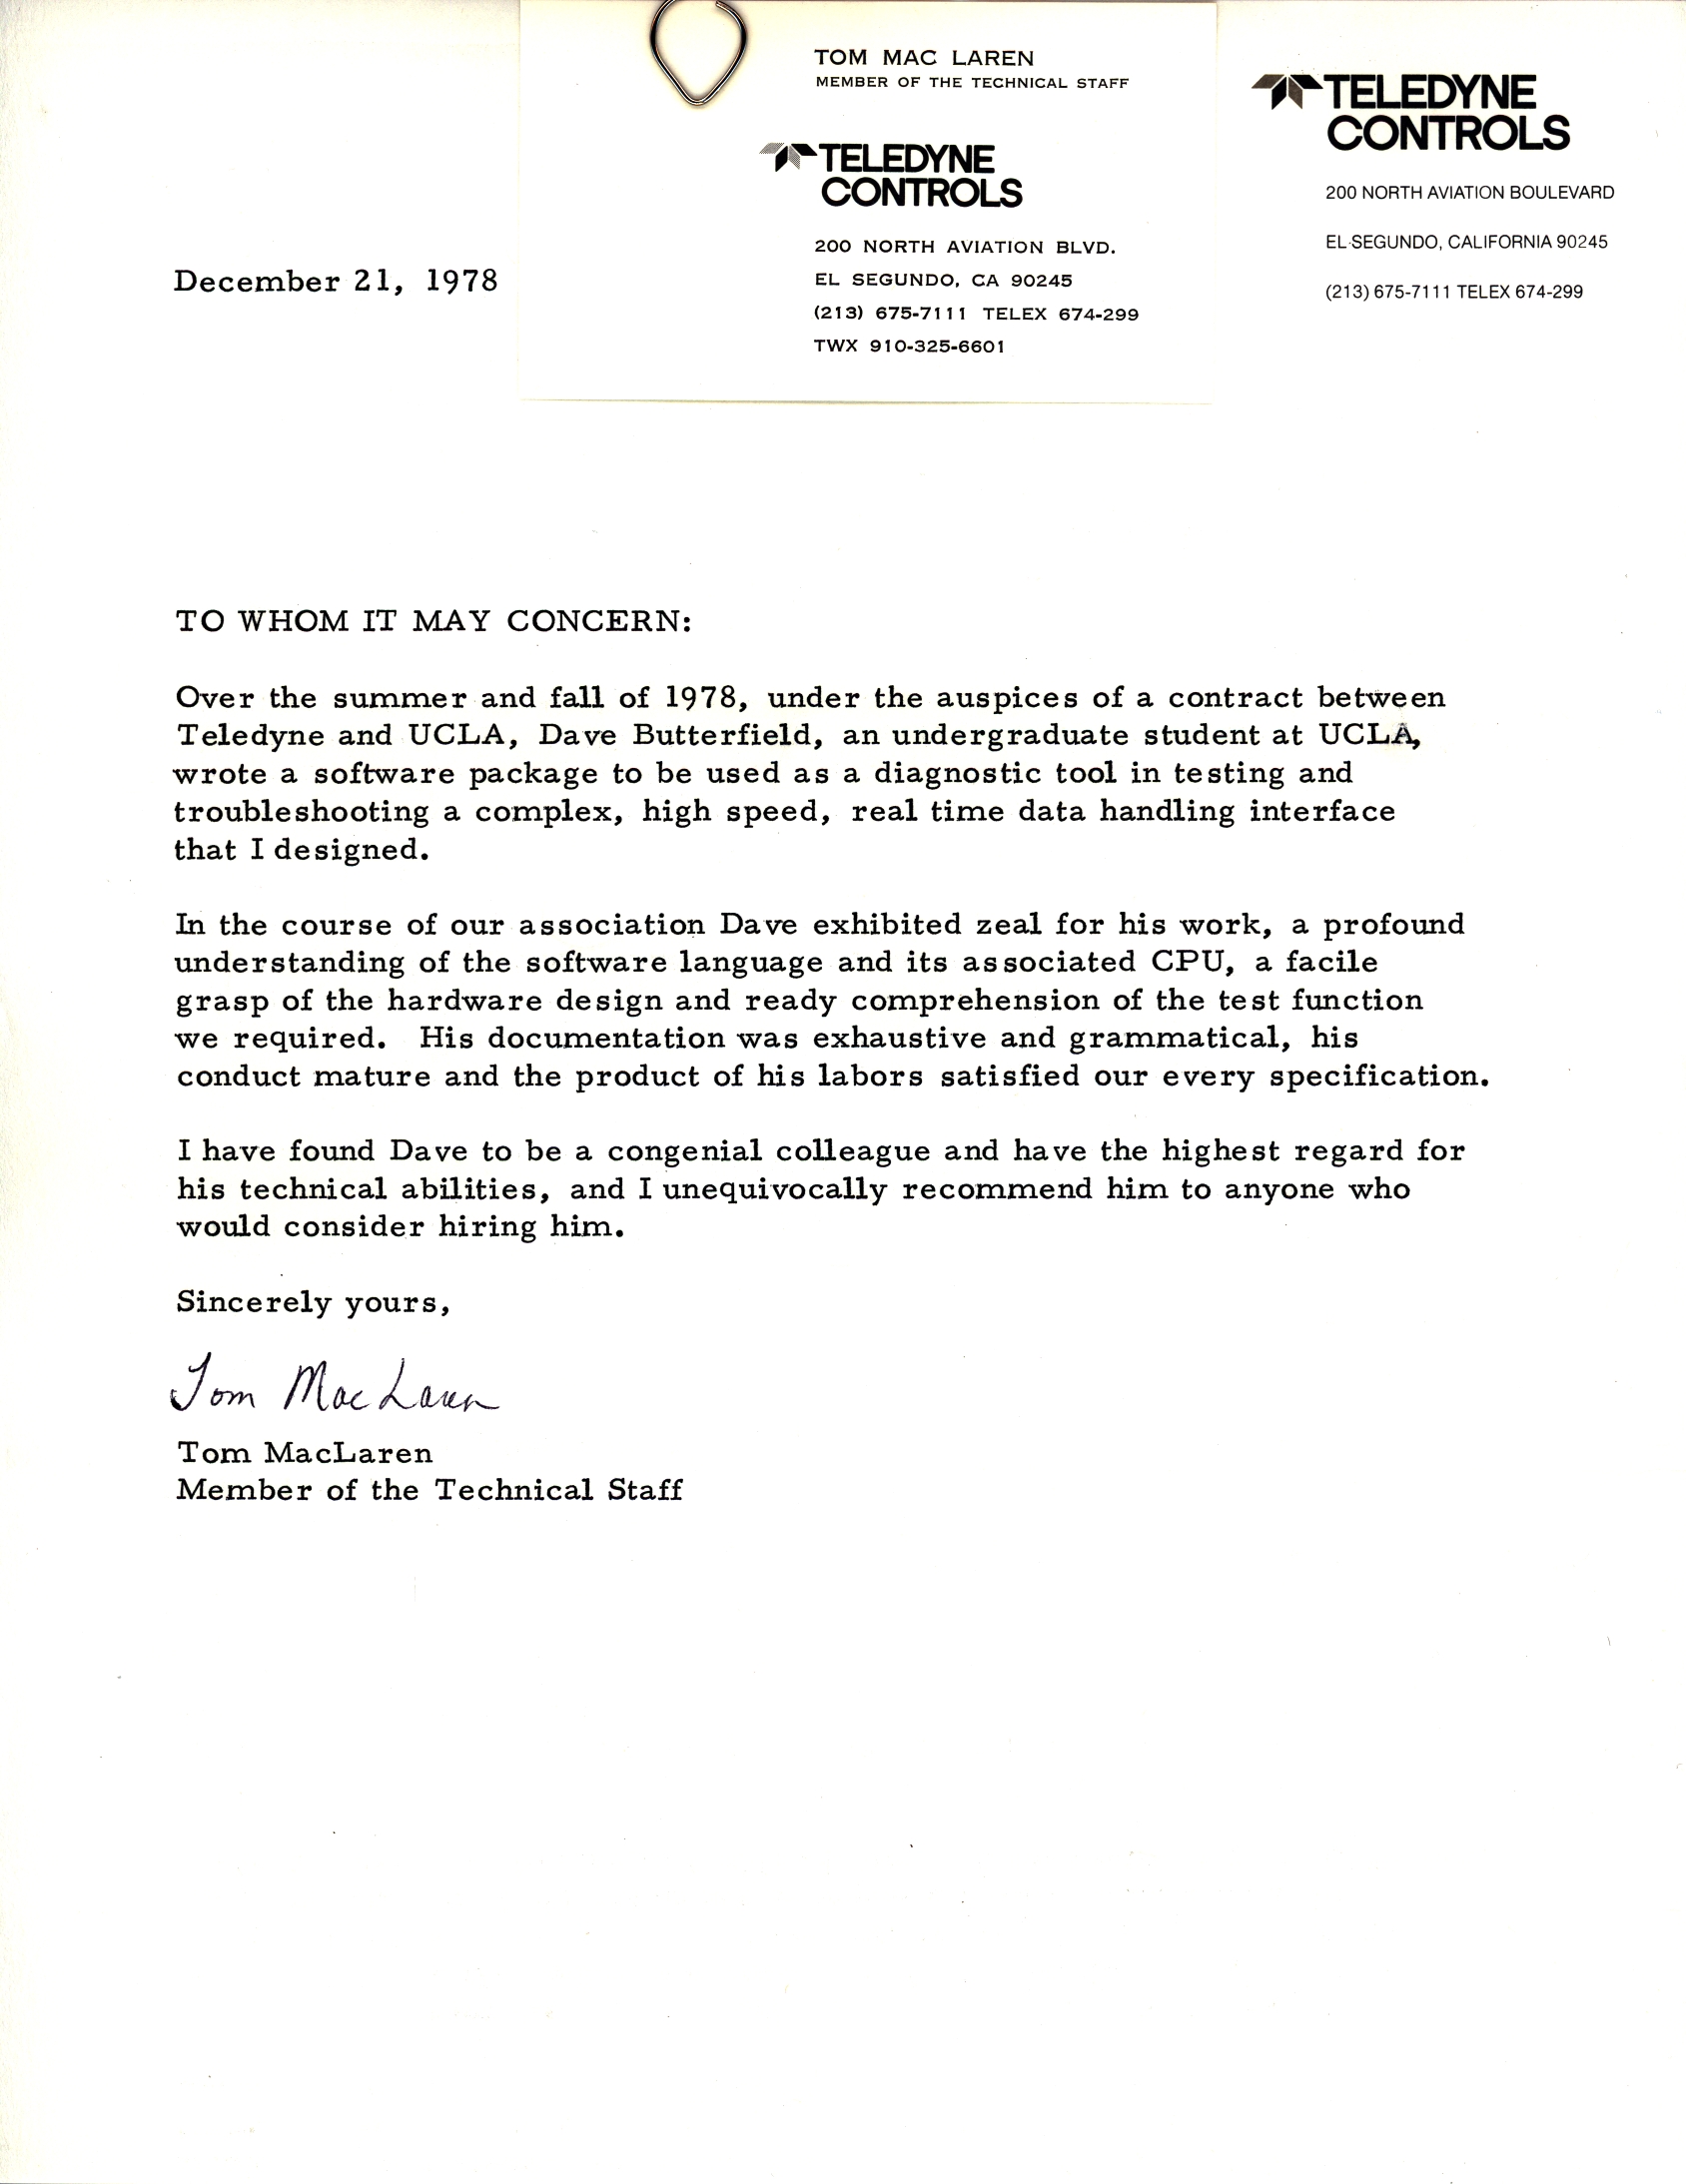 TOM MAC LAREN
MEMBER OF THE TECHNICAL STAFF
TELEDYNE
CONTROLS
200 NORTH AVIATION BLVD.
EL SEGUNDO, CA 90245
(213) 675-7111 TELEX 674-299
TWX 910-325-6601
TELEDYNE
CONTROLS
200 NORTH AVIATION BOULEVARD
EL SEGUNDO, CALIFORNIA 90245
(213) 675-7111 TELEX 674-299
December 21, 1978
TO WHOM IT MAY CONCERN:
Over the summer and fall of 1978, under the auspices of a contract between
Teledyne and UCLA, Dave Butterfield, an undergraduate student at UCLA,
wrote a software package to be used as a diagnostic tool in testing and
troubleshooting a complex, high speed, real time data handling interface
that I designed.
In the course of our association Dave exhibited zeal for his work, a profound
understanding of the software language and its associated CPU, a facile
grasp of the hardware design and ready comprehension of the test function
we required. His documentation was exhaustive and grammatical, his
conduct mature and the product of his labors satisfied our every specification.
I have found Dave to be a congenial colleague and have the highest regard for
his technical abilities, and I unequivocally recommend him to anyone who
would consider hiring him.
Sincerely yours,
Tom MacLaren
Tom MacLaren
Member of the Technical Staff